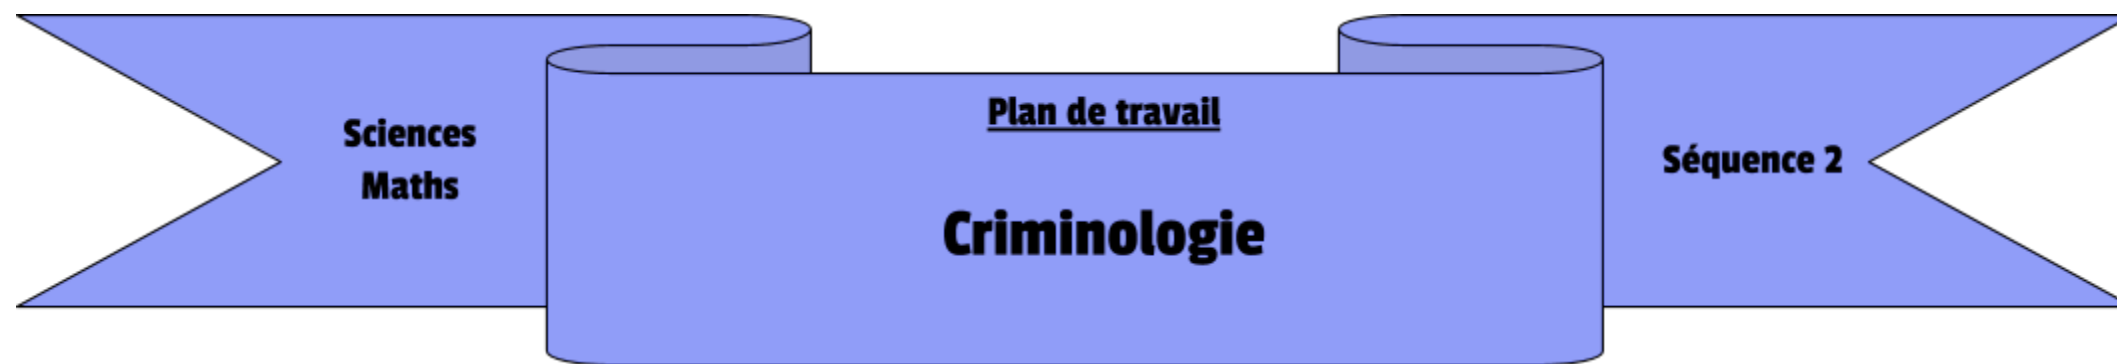 Sciences
Maths
Plan de travail
Criminologie
Séquence 2